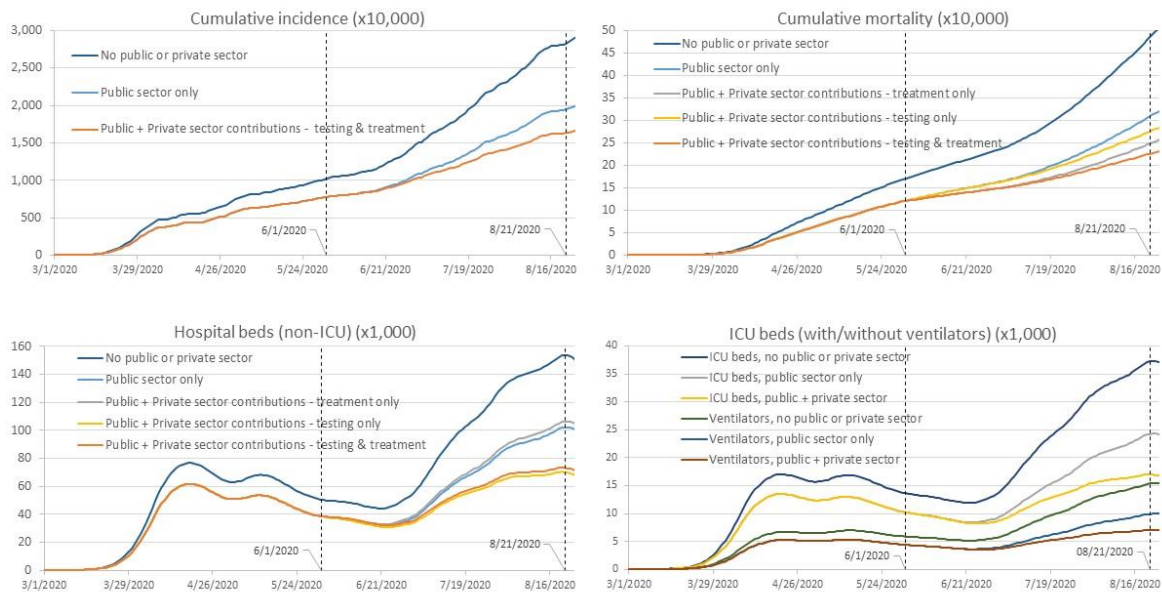 Cumulative incidence (x10,000)
3,000
2,500
2,000
1,500
1,000
500
0
No public or private sector
Public sector only
Public + Private sector contributions - testing & treatment
6/1/2020
8/21/2020
3/1/2020 3/29/2020 4/26/2020 5/24/2020 6/21/2020 7/19/2020 8/16/2020
Cumulative mortality (x10,000)
50
45
40
35
30
25
20
15
10
5
0
No public or private sector
Public sector only
Public + Private sector contributions - treatment only
Public + Private sector contributions - testing only
Public + Private sector contributions - testing & treatment
6/1/2020
8/21/2020
3/1/2020 3/29/2020 4/26/2020 5/24/2020 6/21/2020 7/19/2020 8/16/2020
Hospital beds (non-ICU) (x1,000)
160
140
120
100
80
60
40
20
0
No public or private sector
Public sector only
Public + Private sector contributions - treatment only
Public + Private sector contributions - testing only
Public + Private sector contributions - testing & treatment
6/1/2020
8/21/2020
3/1/2020 3/29/2020 4/26/2020 5/24/2020 6/21/2020 7/19/2020 8/16/2020
ICU beds (with/without ventilators) (x1,000)
40
35
30
25
20
15
10
5
0
ICU beds, no public or private sector
ICU beds, public sector only
ICU beds, public + private sector
Ventilators, no public or private sector
Ventilators, public sector only
Ventilators, public + private sector
6/1/2020
08/21/2020
3/1/2020 3/29/2020 4/26/2020 5/24/2020 6/21/2020 7/19/2020 8/16/2020